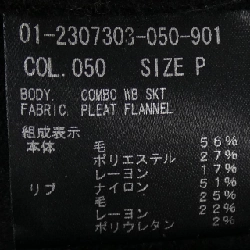 01-2307303-050-901
COL.050 SIZE P
BODY. COMBO WB SKT
FABRIC. PLEAT FLANNEL
組成表示
本体 毛 56%
ポリエステル 27%
レーヨン 17%
リブ ナイロン 51%
毛 25%
レーヨン 22%
ポリウレタン 2%